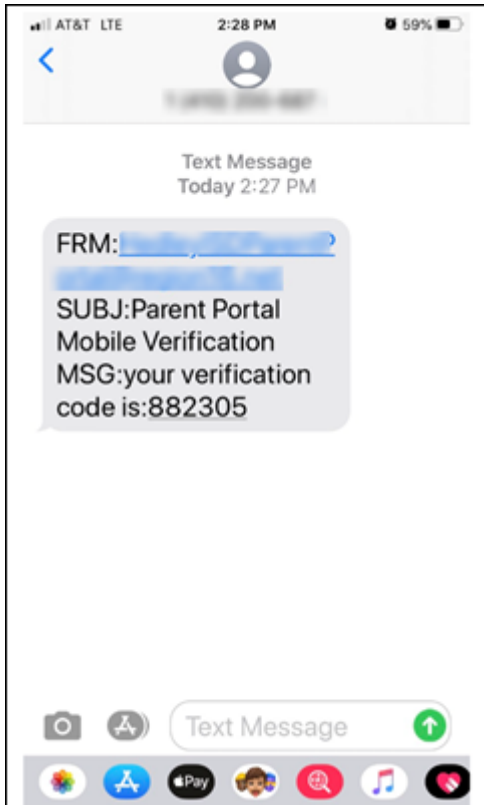 AT&T LTE
2:28 PM
59%
Text Message
Today 2:27 PM
FRM:
SUBJ:Parent Portal
Mobile Verification
MSG:your verification
code is:882305
Text Message
Pay